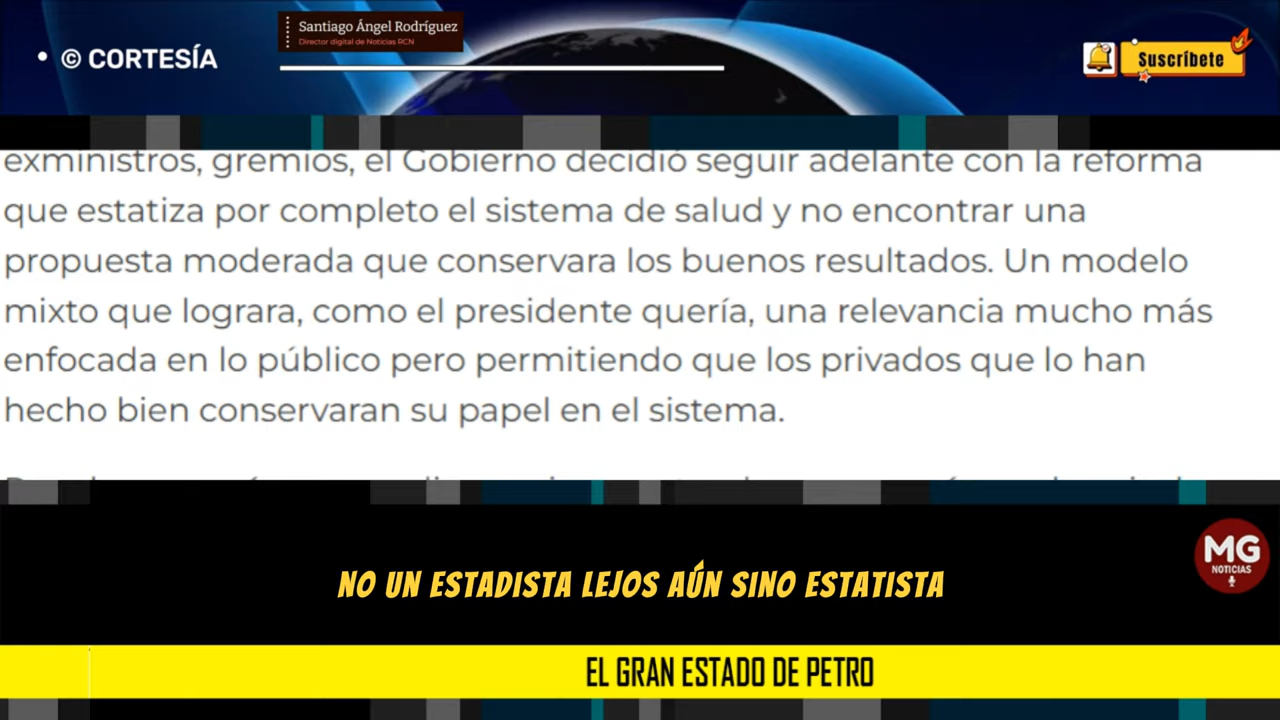 • © CORTESÍA
Santiago Ángel Rodríguez
Director digital de Noticias RCN
Suscríbete
exministros, gremios, el Gobierno decidió seguir adelante con la reforma
que estatiza por completo el sistema de salud y no encontrar una
propuesta moderada que conservara los buenos resultados. Un modelo
mixto que lograra, como el presidente quería, una relevancia mucho más
enfocada en lo público pero permitiendo que los privados que lo han
hecho bien conservaran su papel en el sistema.
NO UN ESTADISTA LEJOS AÚN SINO ESTATISTA
MG
NOTICIAS
EL GRAN ESTADO DE PETRO